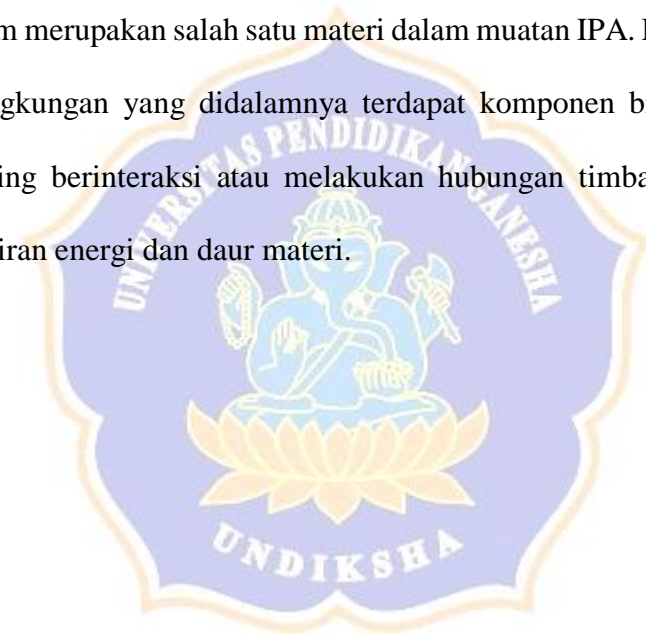 m merupakan salah satu materi dalam muatan IPA.
gkungan yang didalamnya terdapat komponen
ing berinteraksi atau melakukan hubungan
iran energi dan daur materi.
UNIVERSITAS PENDIDIKAN GANESHA
UNDIKSHA